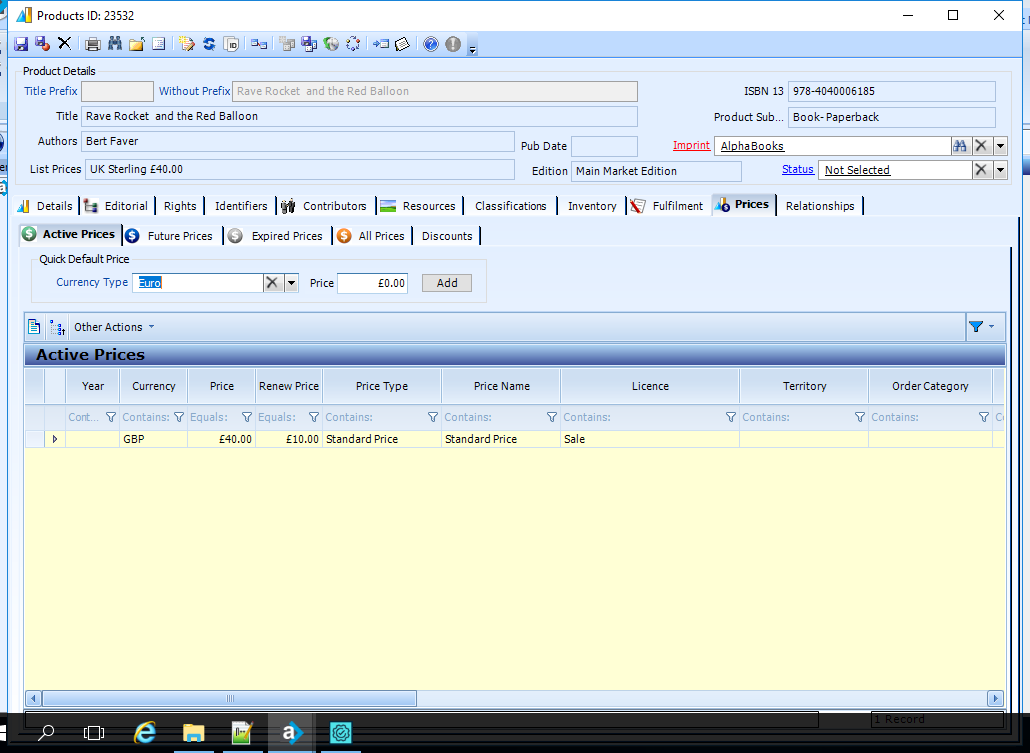 Products ID: 23532
Product Details
Title Prefix Without Prefix Rave Rocket and the Red Balloon ISBN 13 978-4040006185
Title Rave Rocket and the Red Balloon Product Sub... Book- Paperback
Authors Bert Faver Pub Date Imprint AlphaBooks
List Prices UK Sterling £40.00 Edition Main Market Edition Status Not Selected
Details Editorial Rights Identifiers Contributors Resources Classifications Inventory Fulfilment Prices Relationships
Active Prices Future Prices Expired Prices All Prices Discounts
Quick Default Price
Currency Type Euro Price £0.00 Add
Other Actions
Active Prices
Year Currency Price Renew Price Price Type Price Name Licence Territory Order Category
Cont... Contains: Equals: Equals: Contains: Contains: Contains: Contains: Contains:
GBP £40.00 £10.00 Standard Price Standard Price Sale
1 Record